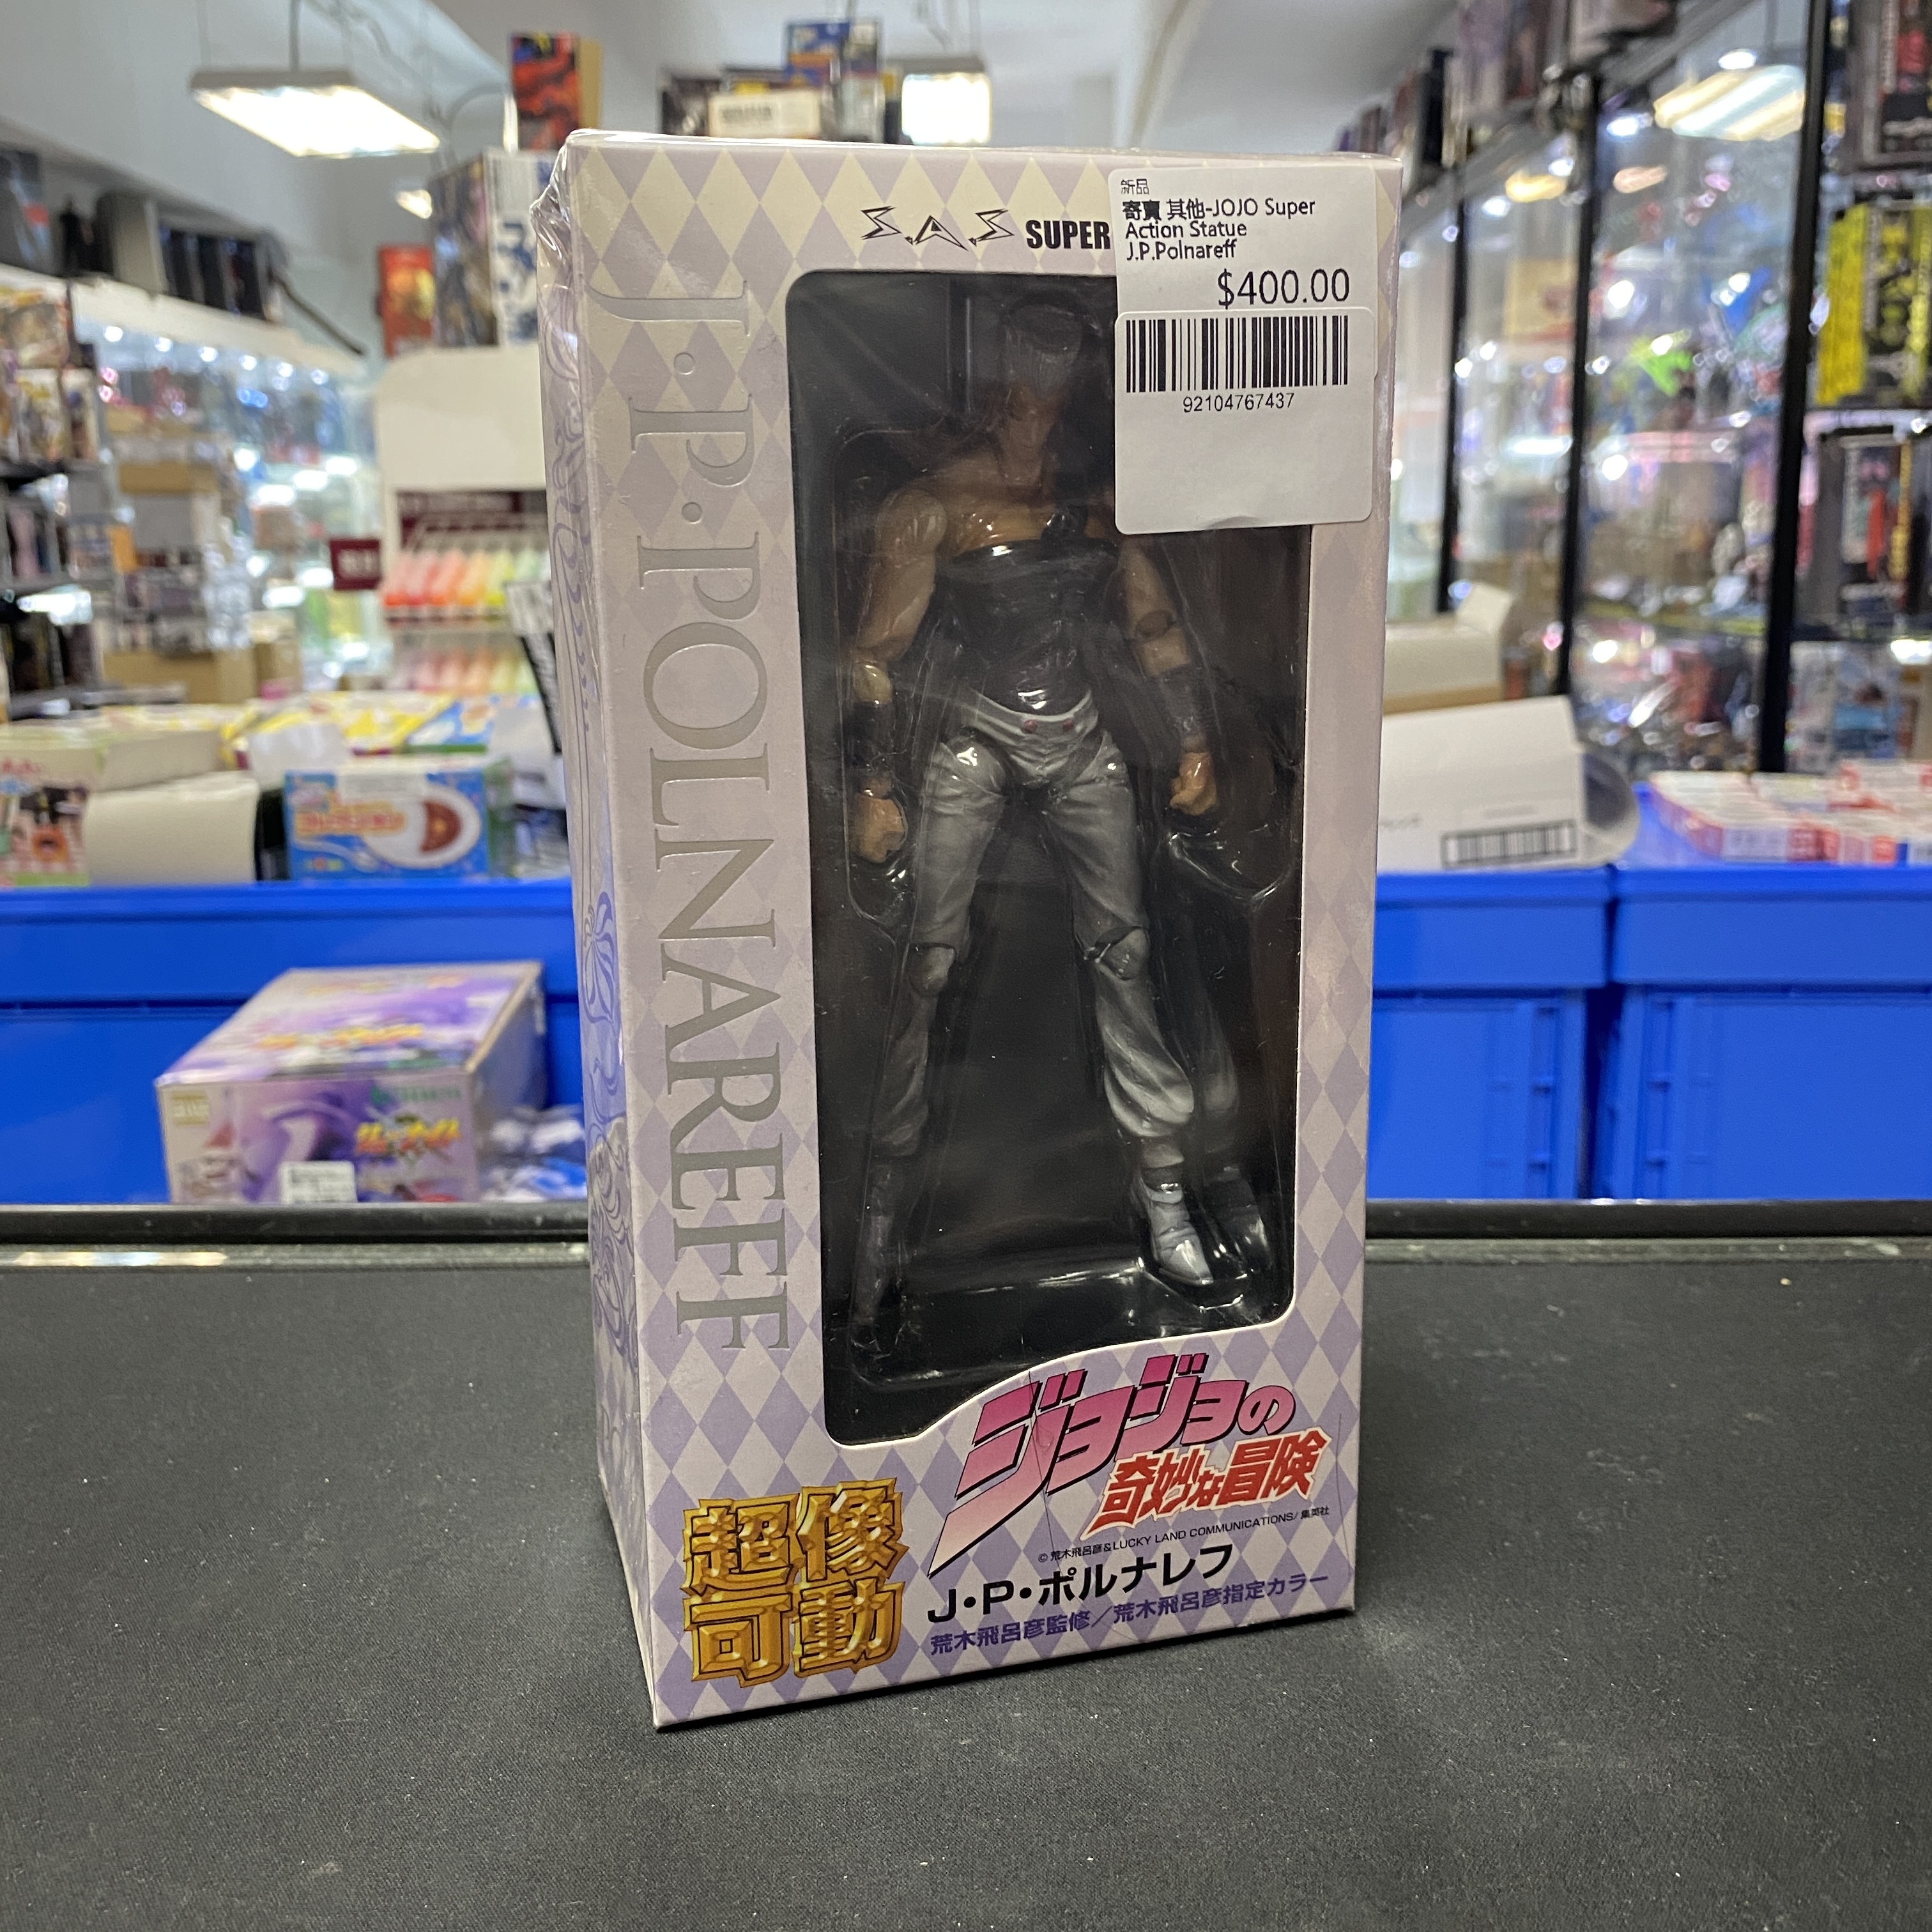 S.A.S SUPER
新品
寄賣 其他-JOJO Super
Action Statue
J.P.Polnareff
$400.00
92104767437
J·P·POLNAREFF
ジョジョの
奇妙な冒険
© 荒木飛呂彦&LUCKY LAND COMMUNICATIONS/集英社
超像
可動
J・P・ポルナレフ
荒木飛呂彦監修／荒木飛呂彦指定カラー